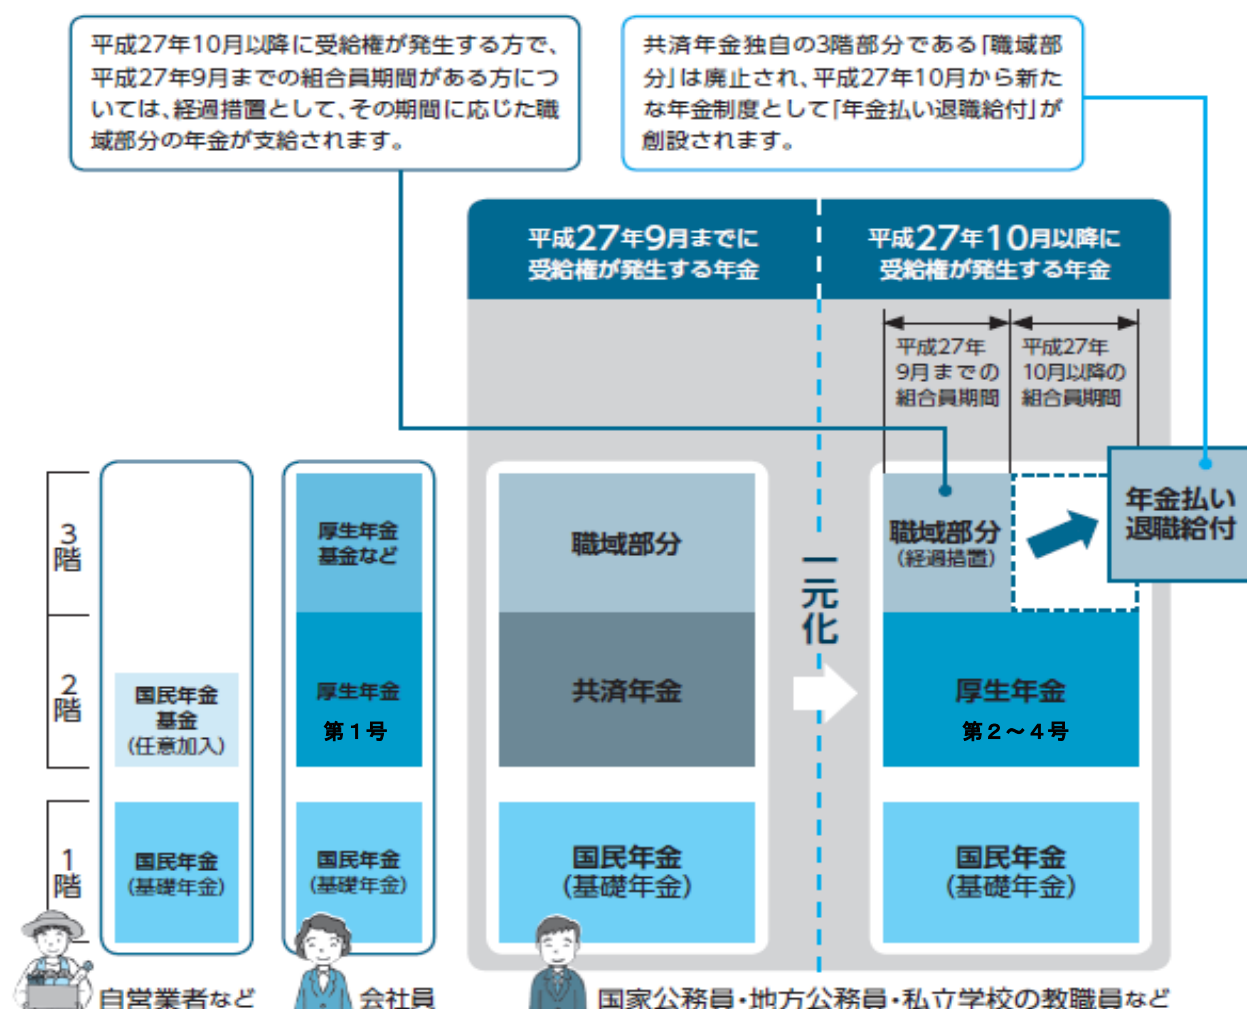 平成27年10月以降に受給権が発生する方で、
平成27年9月までの組合員期間がある方につ
いては、経過措置として、その期間に応じた職
域部分の年金が支給されます。
共済年金独自の3階部分である「職域部
分」は廃止され、平成27年10月から新た
な年金制度として「年金払い退職給付」が
創設されます。
平成27年9月までに
受給権が発生する年金
平成27年10月以降に
受給権が発生する年金
平成27年
9月までの
組合員期間
平成27年
10月以降の
組合員期間
3階
厚生年金
基金など
職域部分
職域部分
(経過措置)
年金払い
退職給付
一元化
2階
国民年金
基金
(任意加入)
厚生年金
第1号
共済年金
厚生年金
第2～4号
1階
国民年金
(基礎年金)
国民年金
(基礎年金)
国民年金
(基礎年金)
国民年金
(基礎年金)
自営業者など
会社員
国家公務員・地方公務員・私立学校の教職員など